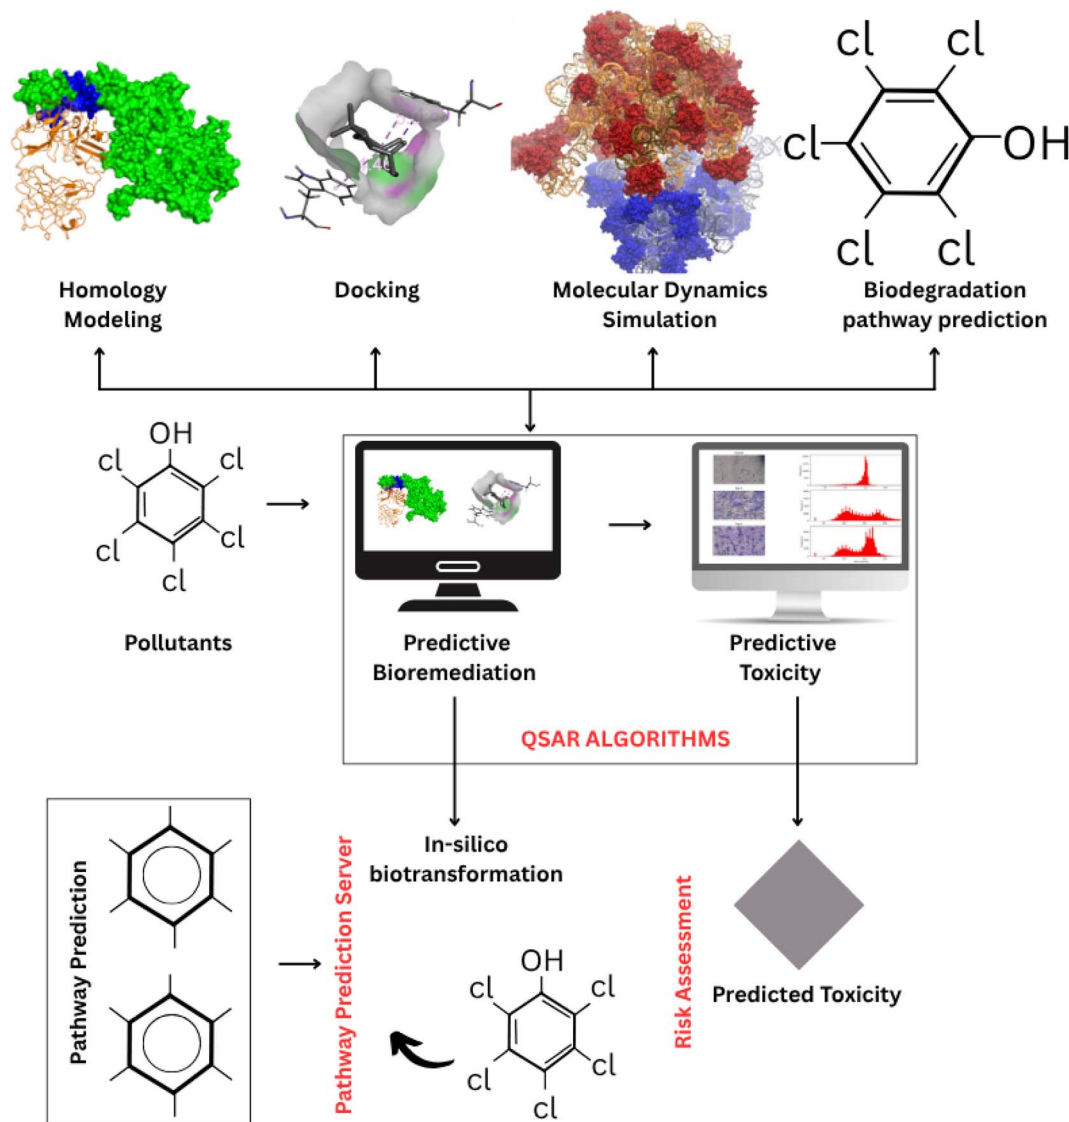 cl
cl
cl
OH
cl
cl
Homology
Modeling
Docking
Molecular Dynamics
Simulation
Biodegradation
pathway prediction
OH
cl
cl
cl
cl
cl
Pollutants
Predictive
Bioremediation
Predictive
Toxicity
QSAR ALGORITHMS
Pathway Prediction
Pathway Prediction Server
In-silico
biotransformation
OH
cl
cl
cl
cl
cl
Risk Assessment
Predicted Toxicity